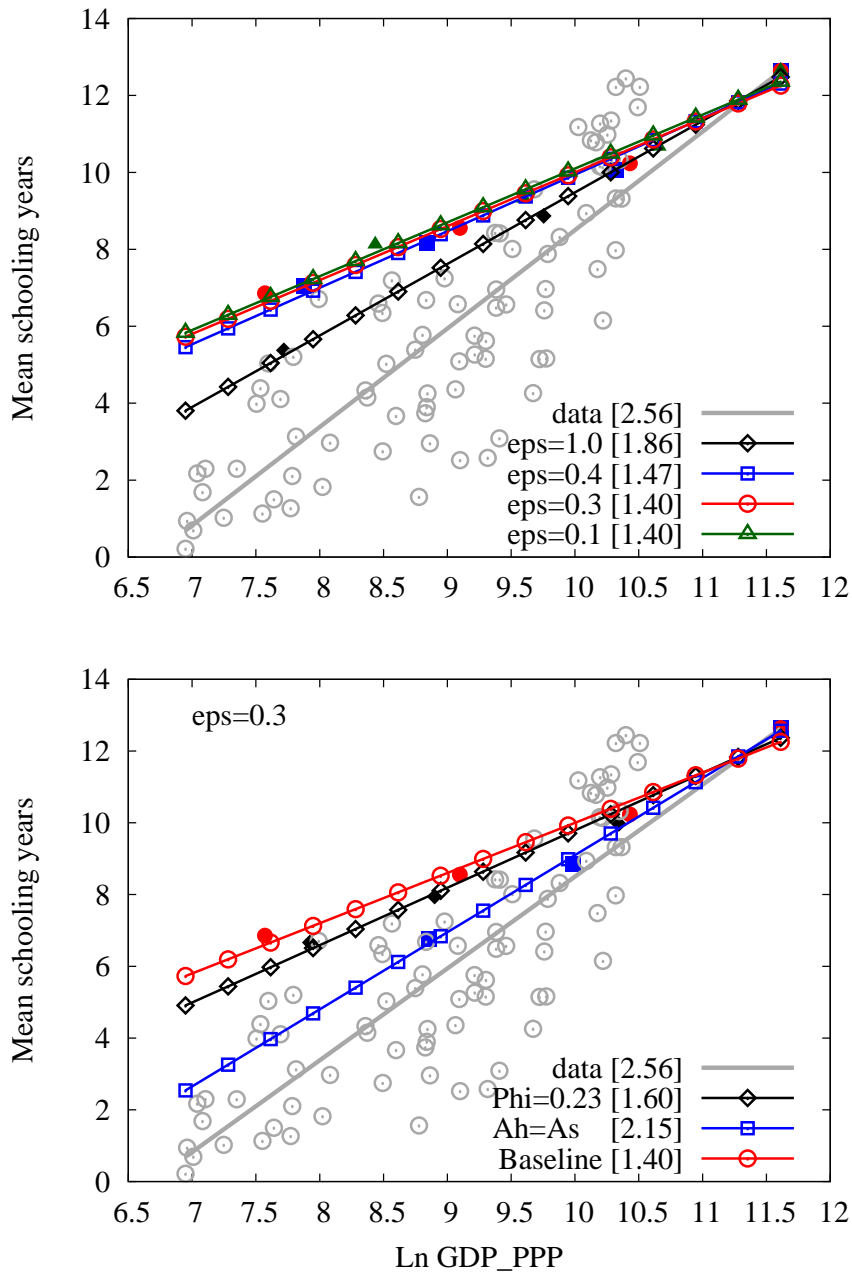 14
12
10
8
6
4
2
0
Mean schooling years
data [2.56]
eps=1.0 [1.86]
eps=0.4 [1.47]
eps=0.3 [1.40]
eps=0.1 [1.40]
6.5 7 7.5 8 8.5 9 9.5 10 10.5 11 11.5 12
14
12
10
8
6
4
2
0
Mean schooling years
eps=0.3
data [2.56]
Phi=0.23 [1.60]
Ah=As [2.15]
Baseline [1.40]
6.5 7 7.5 8 8.5 9 9.5 10 10.5 11 11.5 12
Ln GDP_PPP